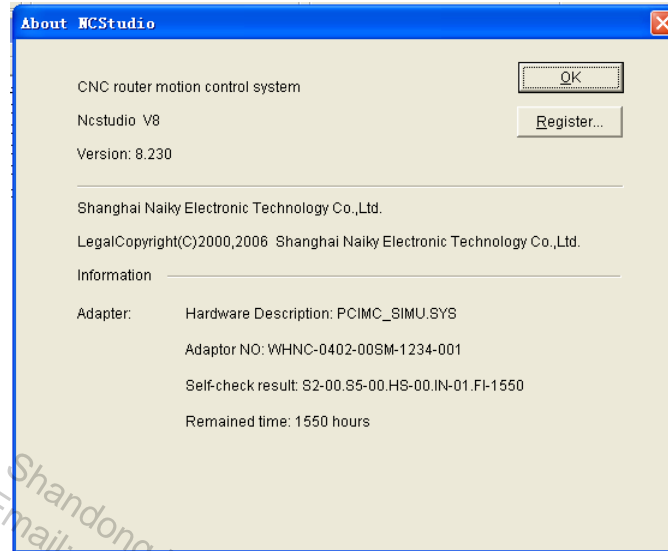 About NCStudio
CNC router motion control system
OK
Ncstudio V8
Register...
Version: 8.230
Shanghai Naiky Electronic Technology Co.,Ltd.
LegalCopyright(C)2000,2006 Shanghai Naiky Electronic Technology Co.,Ltd.
Information
Adapter: Hardware Description: PCIMC_SIMU.SYS
Adaptor NO: WHNC-0402-00SM-1234-001
Self-check result: S2-00.S5-00.HS-00.IN-01.FI-1550
Remained time: 1550 hours
Shandong
Email: